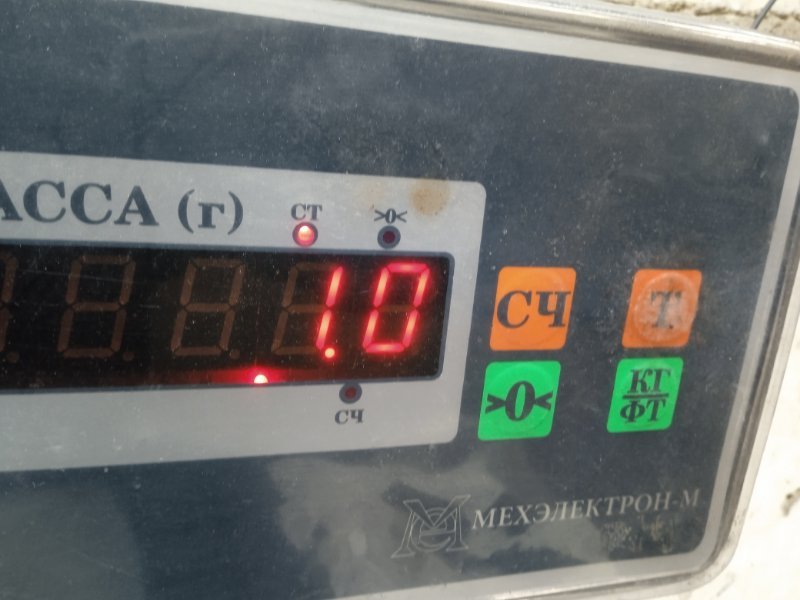 АССА (г)
СТ >0<
1.0
СЧ
СЧ Т
>0< КГ
ФТ
МЕХЭЛЕКТРОН-М